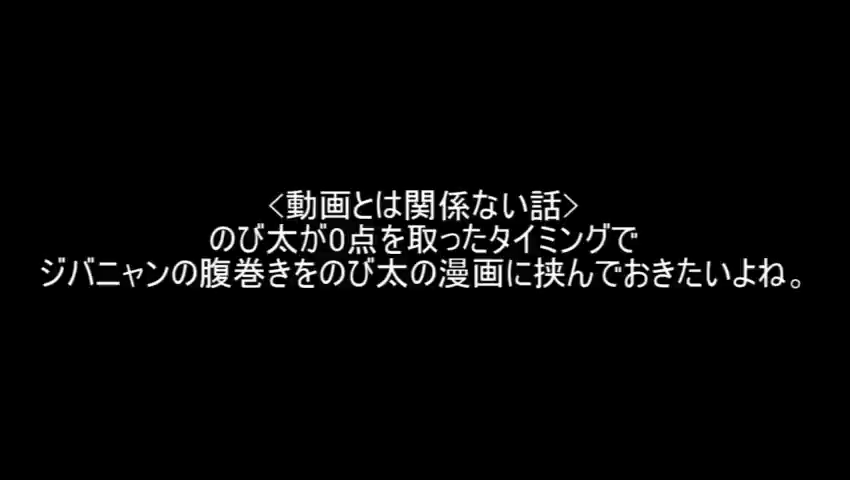 <動画とは関係ない話>
のび太が0点を取ったタイミングで
ジバニャンの腹巻きをのび太の漫画に挟んでおきたいよね。